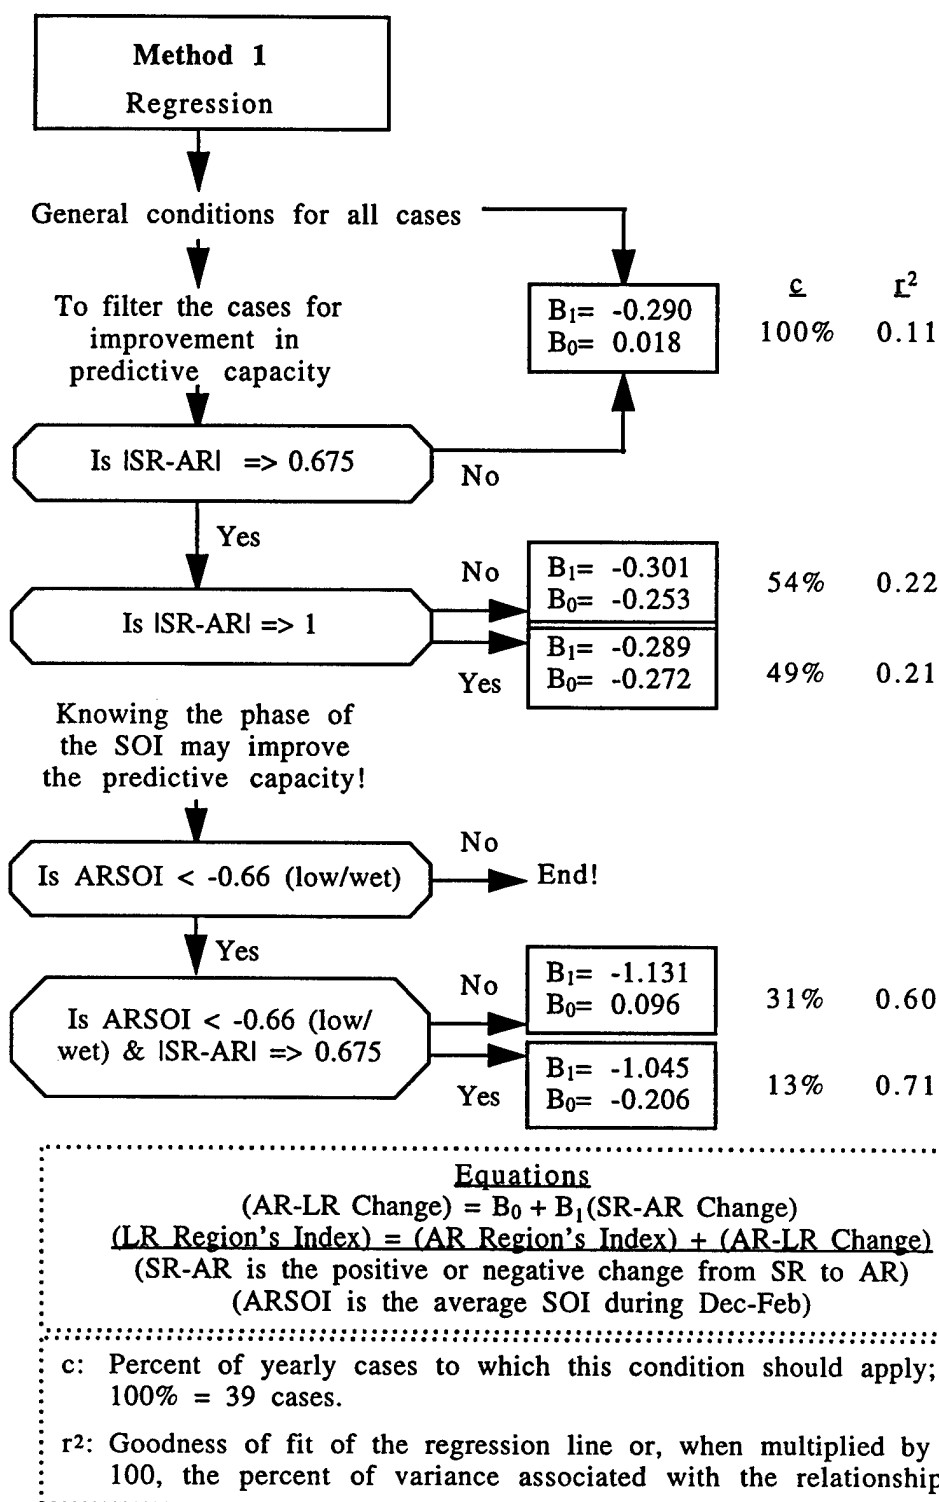 Method 1
Regression
General conditions for all cases
To filter the cases for
improvement in
predictive capacity
B₁= -0.290
B₀= 0.018
c r²
100% 0.11
Is |SR-AR| => 0.675
No
Yes
Is |SR-AR| => 1
No
B₁= -0.301
B₀= -0.253
54% 0.22
Yes
B₁= -0.289
B₀= -0.272
49% 0.21
Knowing the phase of
the SOI may improve
the predictive capacity!
Is ARSOI < -0.66 (low/wet)
No
End!
Yes
Is ARSOI < -0.66 (low/
wet) & |SR-AR| => 0.675
No
B₁= -1.131
B₀= 0.096
31% 0.60
Yes
B₁= -1.045
B₀= -0.206
13% 0.71
Equations
(AR-LR Change) = B₀ + B₁(SR-AR Change)
(LR Region's Index) = (AR Region's Index) + (AR-LR Change)
(SR-AR is the positive or negative change from SR to AR)
(ARSOI is the average SOI during Dec-Feb)
c: Percent of yearly cases to which this condition should apply;
100% = 39 cases.
r²: Goodness of fit of the regression line or, when multiplied by
100, the percent of variance associated with the relationship